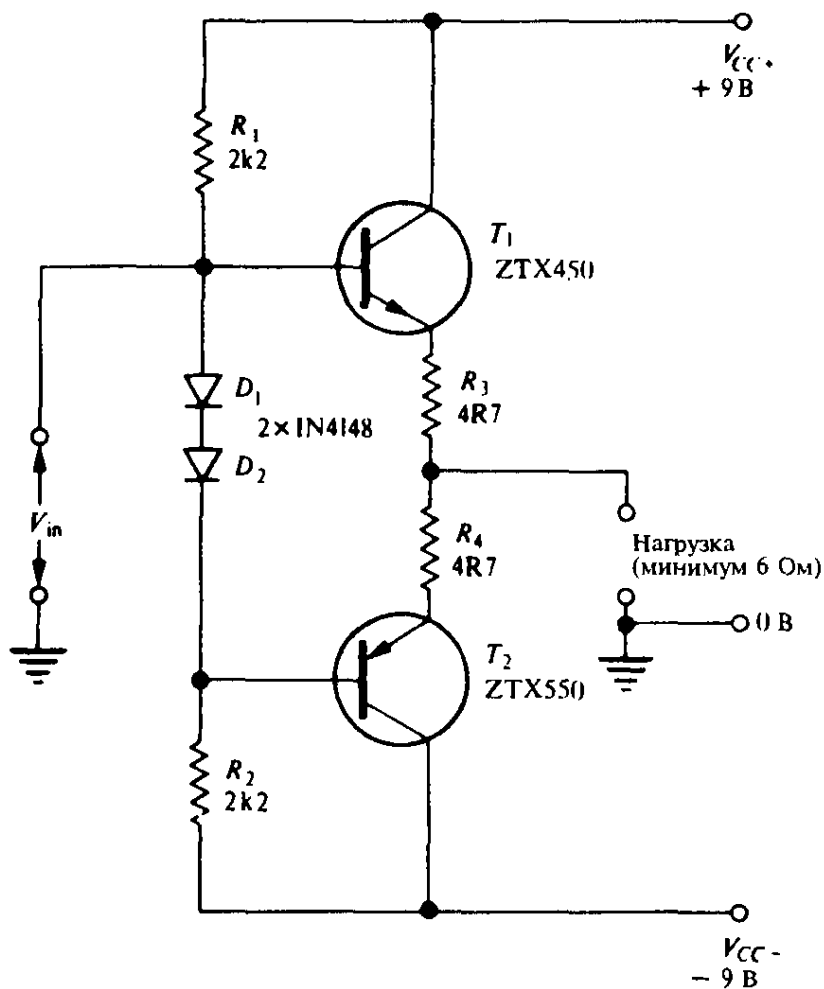 V_CC+
+ 9 В
R₁
2k2
T₁
ZTX450
R₃
4R7
D₁
2×IN4148
D₂
V_in
R₄
4R7
Нагрузка
(минимум 6 Ом)
0 В
T₂
ZTX550
R₂
2k2
V_CC-
− 9 В